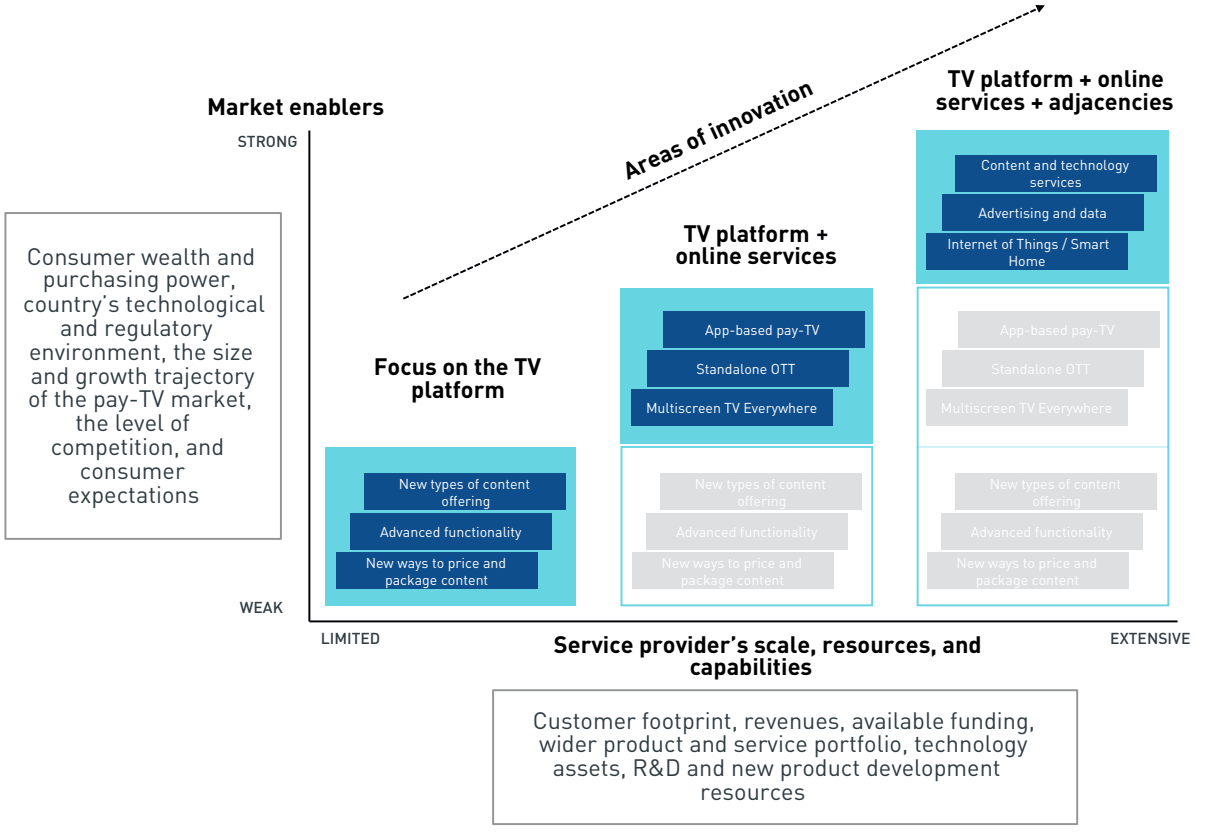 Market enablers
STRONG
Areas of innovation
TV platform + online
services + adjacencies
Content and technology
services
Advertising and data
Internet of Things / Smart
Home
TV platform +
online services
App-based pay-TV
Standalone OTT
Multiscreen TV Everywhere
App-based pay-TV
Standalone OTT
Multiscreen TV Everywhere
Consumer wealth and
purchasing power,
country's technological
and regulatory
environment, the size
and growth trajectory
of the pay-TV market,
the level of
competition, and
consumer
expectations
Focus on the TV
platform
New types of content
offering
Advanced functionality
New ways to price and
package content
New types of content
offering
Advanced functionality
New ways to price and
package content
New types of content
offering
Advanced functionality
New ways to price and
package content
WEAK
LIMITED
Service provider's scale, resources, and
capabilities
EXTENSIVE
Customer footprint, revenues, available funding,
wider product and service portfolio, technology
assets, R&D and new product development
resources